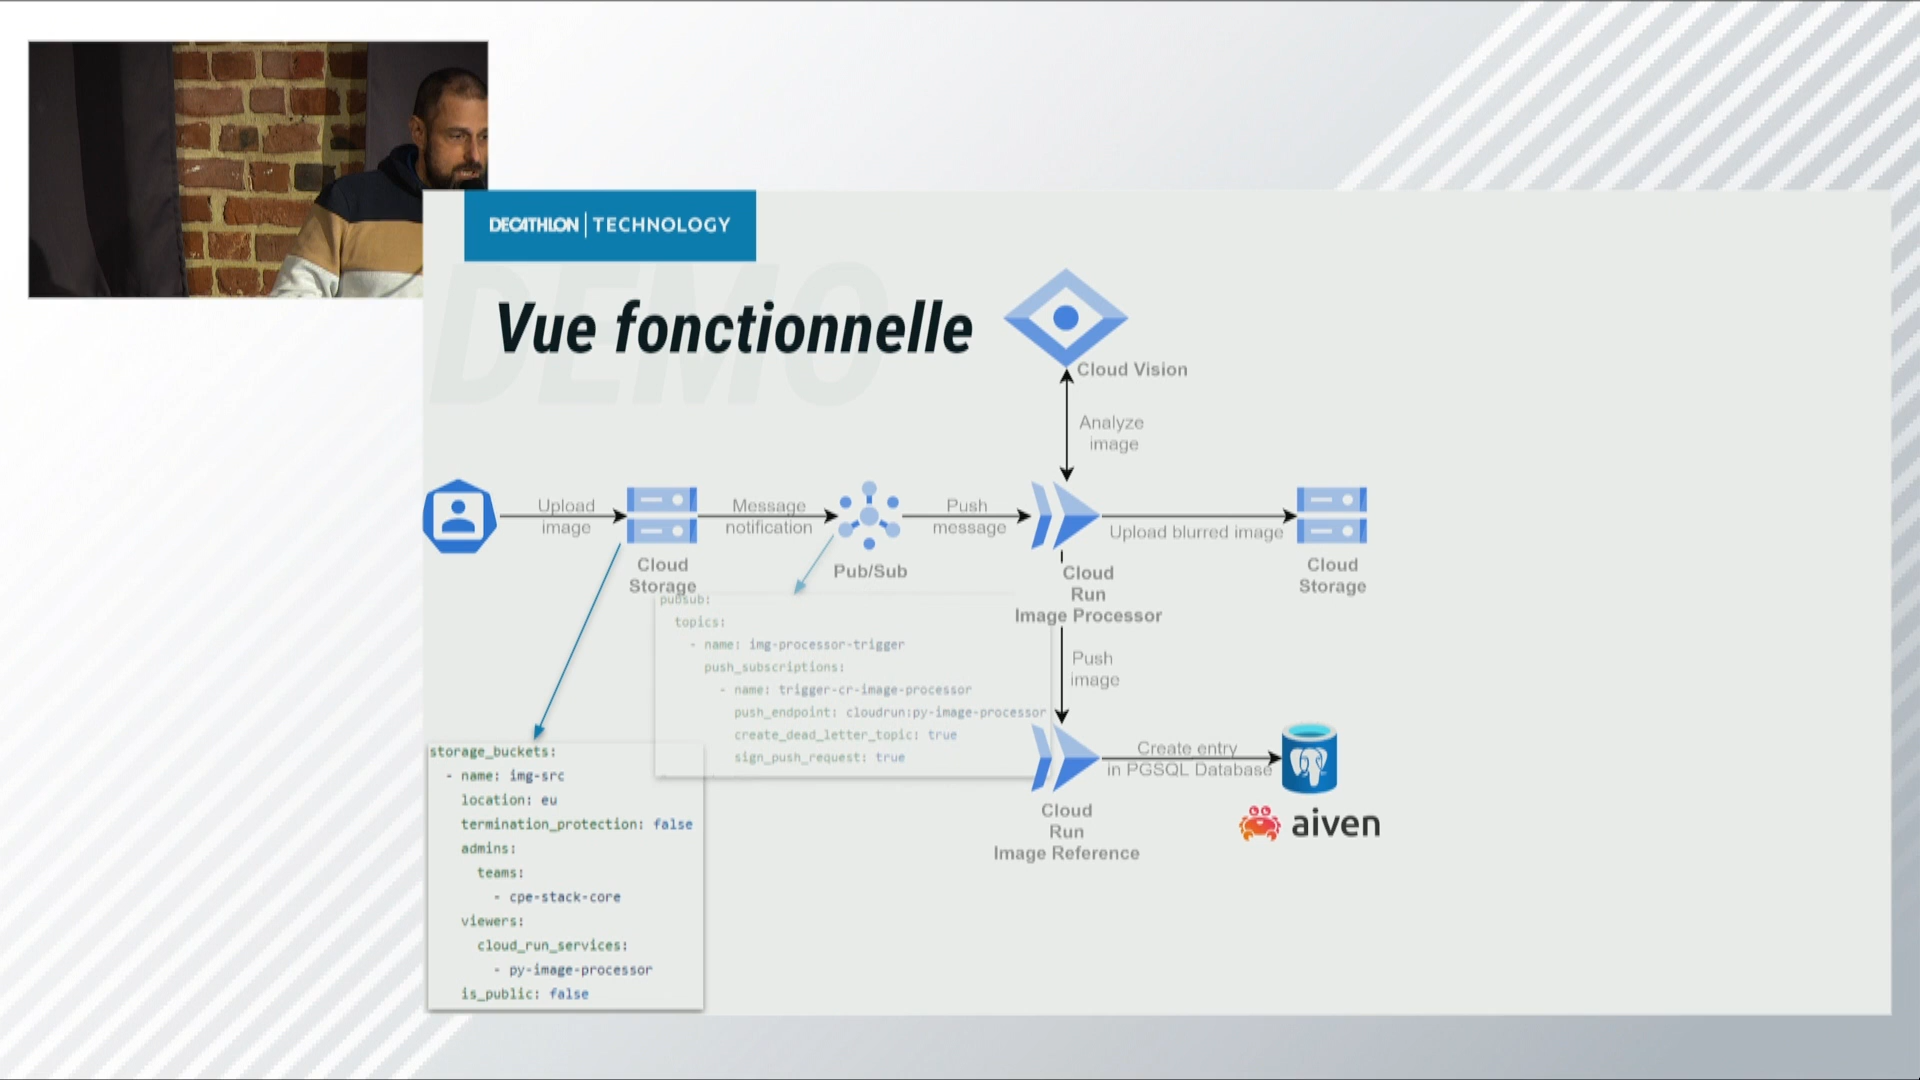 DECATHLON | TECHNOLOGY
DEMO
Vue fonctionnelle
Cloud Vision
Analyze
image
Upload
image
Message
notification
Push
message
Upload blurred image
Cloud
Storage
Pub/Sub
Cloud
Run
Image Processor
Cloud
Storage
pubsub:
topics:
- name: img-processor-trigger
push_subscriptions:
- name: trigger-cr-image-processor
push_endpoint: cloudrun:py-image-processor
create_dead_letter_topic: true
sign_push_request: true
Push
image
Create entry
in PGSQL Database
Cloud
Run
Image Reference
aiven
storage_buckets:
- name: img-src
location: eu
termination_protection: false
admins:
teams:
- cpe-stack-core
viewers:
cloud_run_services:
- py-image-processor
is_public: false